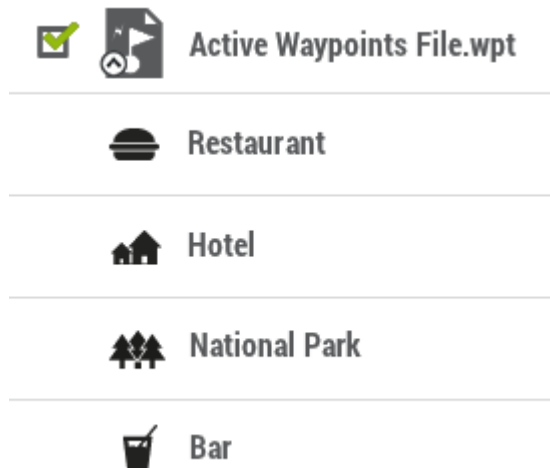 Active Waypoints File.wpt
Restaurant
Hotel
National Park
Bar